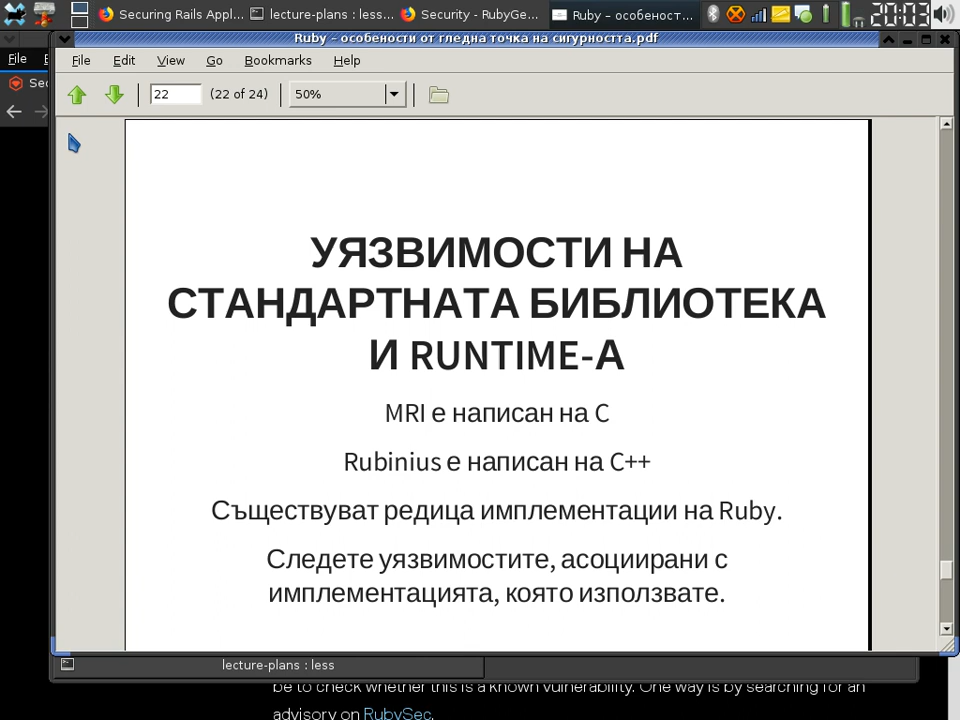 Securing Rails Appl...
lecture-plans : less...
Security - RubyGe...
Ruby – особеност...
20:03
Ruby – особености от гледна точка на сигурността.pdf
File
File Edit View Go Bookmarks Help
Sec
22 (22 of 24) 50%
УЯЗВИМОСТИ НА
СТАНДАРТНАТА БИБЛИОТЕКА
И RUNTIME-А
MRI е написан на C
Rubinius е написан на C++
Съществуват редица имплементации на Ruby.
Следете уязвимостите, асоциирани с
имплементацията, която използвате.
lecture-plans : less
be to check whether this is a known vulnerability. One way is by searching for an
advisory on RubySec.